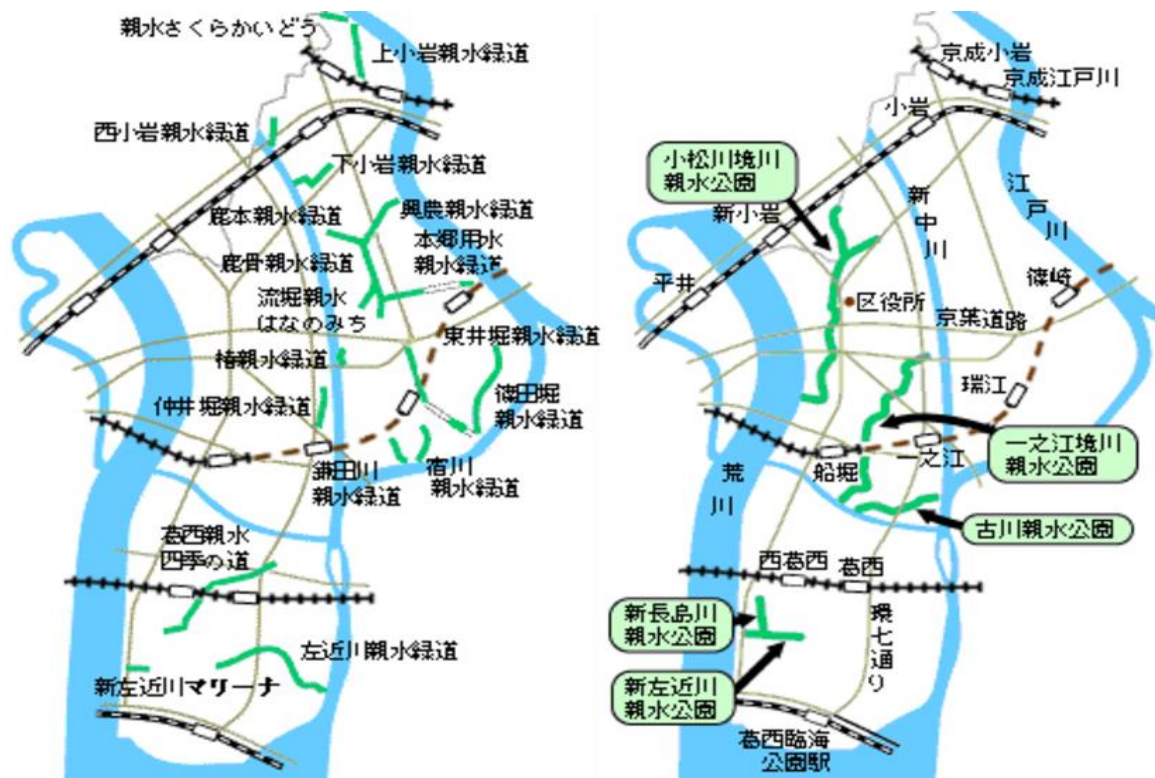 親水さくらかいどう
上小岩親水緑道
西小岩親水緑道
下小岩親水緑道
鹿本親水緑道
興農親水緑道
本郷用水
親水緑道
鹿骨親水緑道
流堀親水
はなのみち
東井堀親水緑道
椿親水緑道
仲井堀親水緑道
篠田堀
親水緑道
鎌田川
親水緑道
宿川
親水緑道
葛西親水
四季の道
左近川親水緑道
新左近川マリーナ
京成小岩
京成江戸川
小岩
小松川境川
親水公園
新小岩
新中川
江戸川
平井
区役所
篠崎
京葉道路
瑞江
一之江境川
親水公園
船堀
一之江
荒川
古川親水公園
西葛西
葛西
新長島川
親水公園
環七通り
新左近川
親水公園
葛西臨海
公園駅